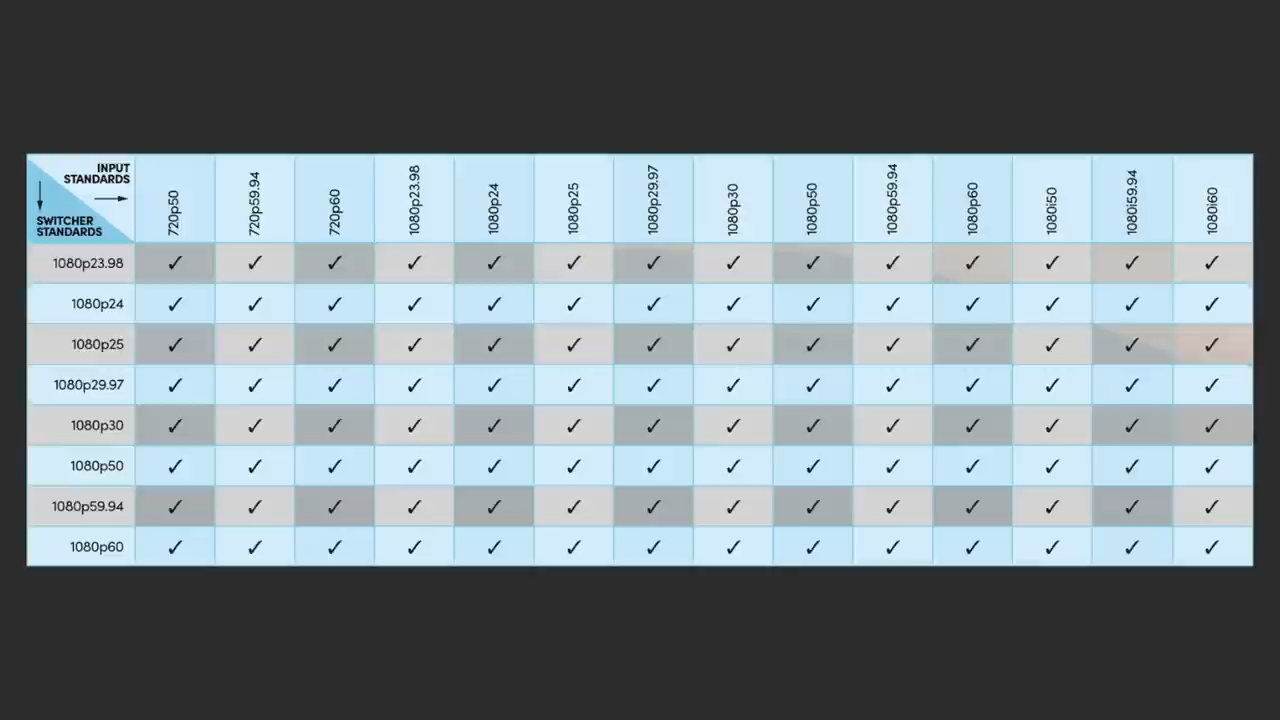 INPUT
STANDARDS
SWITCHER
STANDARDS
720p50 720p59.94 720p60 1080p23.98 1080p24 1080p25 1080p29.97 1080p30 1080p50 1080p59.94 1080p60 1080i50 1080i59.94 1080i60
1080p23.98 ✓ ✓ ✓ ✓ ✓ ✓ ✓ ✓ ✓ ✓ ✓ ✓ ✓ ✓
1080p24 ✓ ✓ ✓ ✓ ✓ ✓ ✓ ✓ ✓ ✓ ✓ ✓ ✓ ✓
1080p25 ✓ ✓ ✓ ✓ ✓ ✓ ✓ ✓ ✓ ✓ ✓ ✓ ✓ ✓
1080p29.97 ✓ ✓ ✓ ✓ ✓ ✓ ✓ ✓ ✓ ✓ ✓ ✓ ✓ ✓
1080p30 ✓ ✓ ✓ ✓ ✓ ✓ ✓ ✓ ✓ ✓ ✓ ✓ ✓ ✓
1080p50 ✓ ✓ ✓ ✓ ✓ ✓ ✓ ✓ ✓ ✓ ✓ ✓ ✓ ✓
1080p59.94 ✓ ✓ ✓ ✓ ✓ ✓ ✓ ✓ ✓ ✓ ✓ ✓ ✓ ✓
1080p60 ✓ ✓ ✓ ✓ ✓ ✓ ✓ ✓ ✓ ✓ ✓ ✓ ✓ ✓